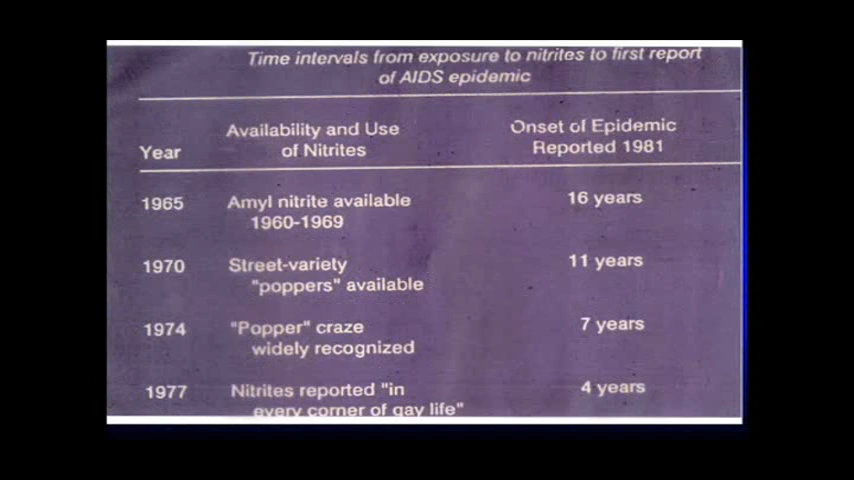 Time intervals from exposure to nitrites to first report
of AIDS epidemic
Year
Availability and Use
of Nitrites
Onset of Epidemic
Reported 1981
1965
Amyl nitrite available
1960-1969
16 years
1970
Street-variety
"poppers" available
11 years
1974
"Popper" craze
widely recognized
7 years
1977
Nitrites reported "in
every corner of gay life"
4 years